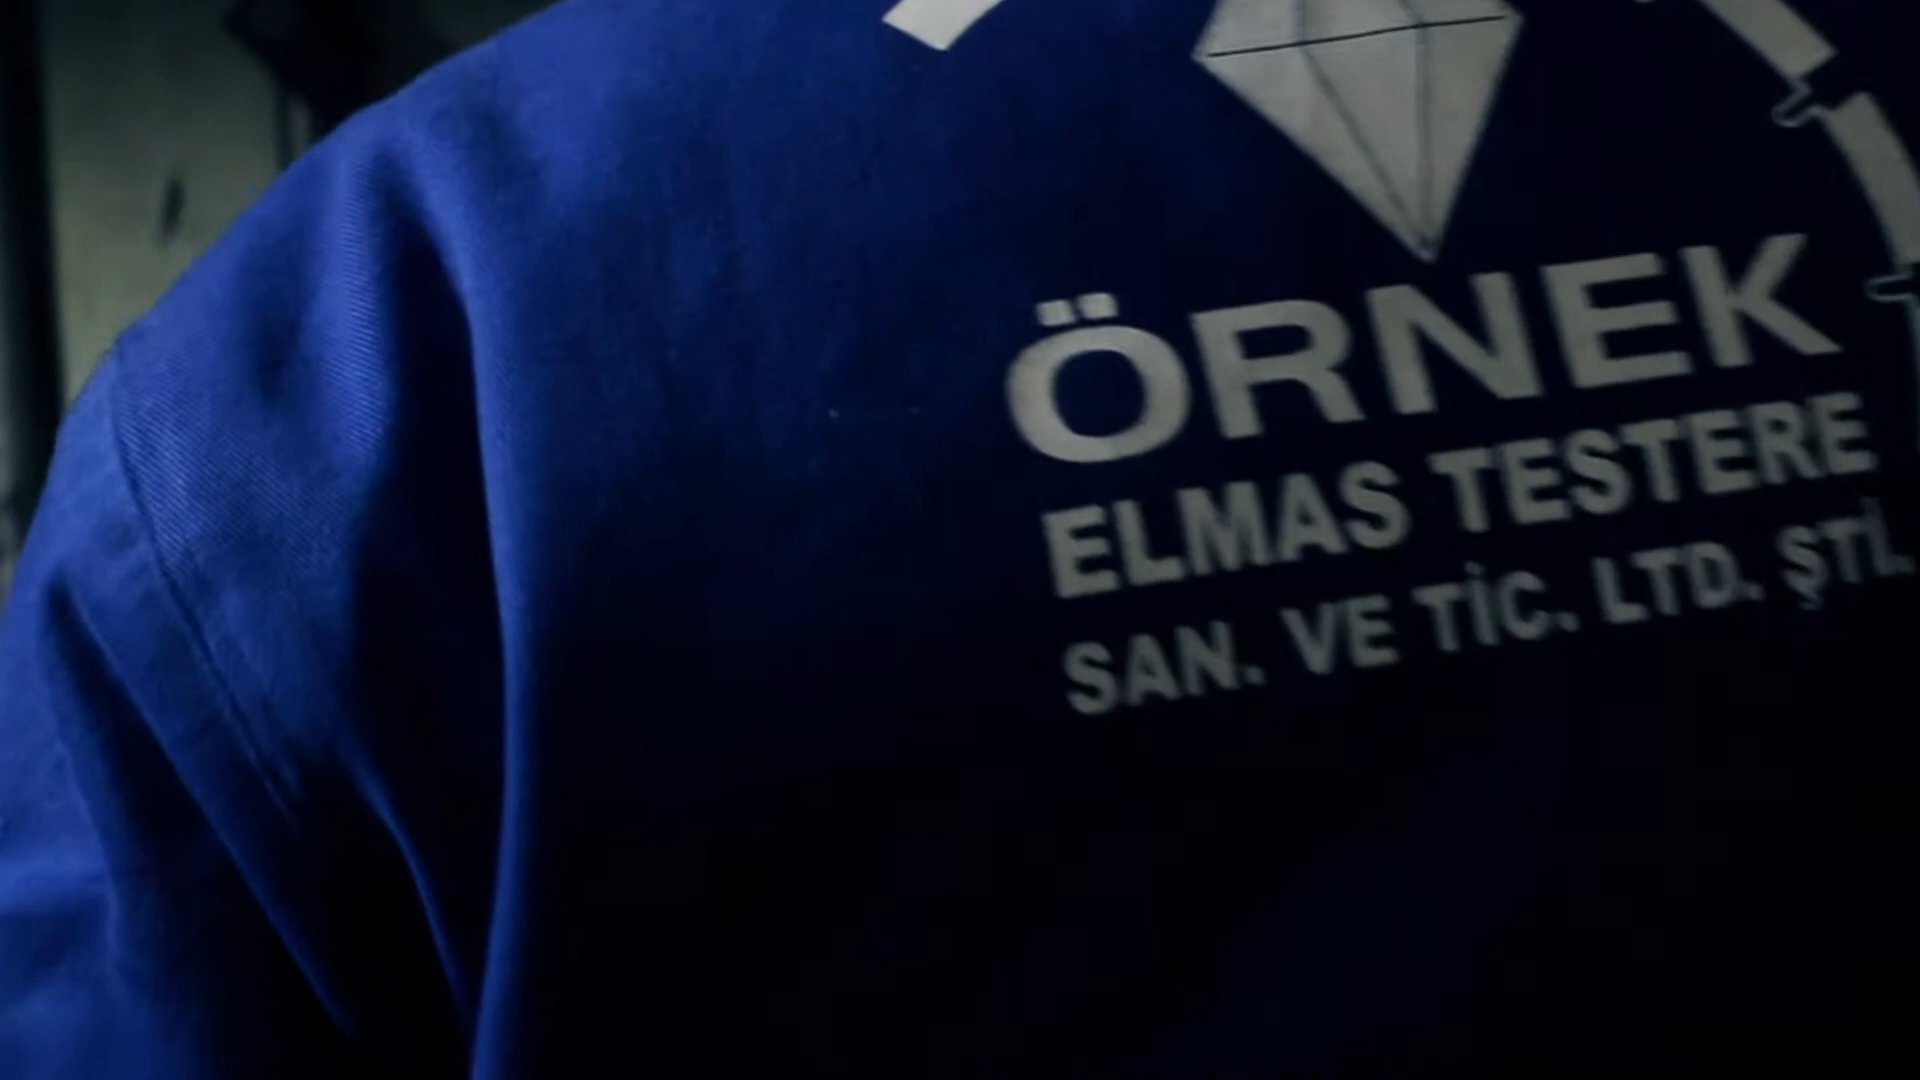 ÖRNEK
ELMAS TESTERE
SAN. VE TİC. LTD. ŞTİ.